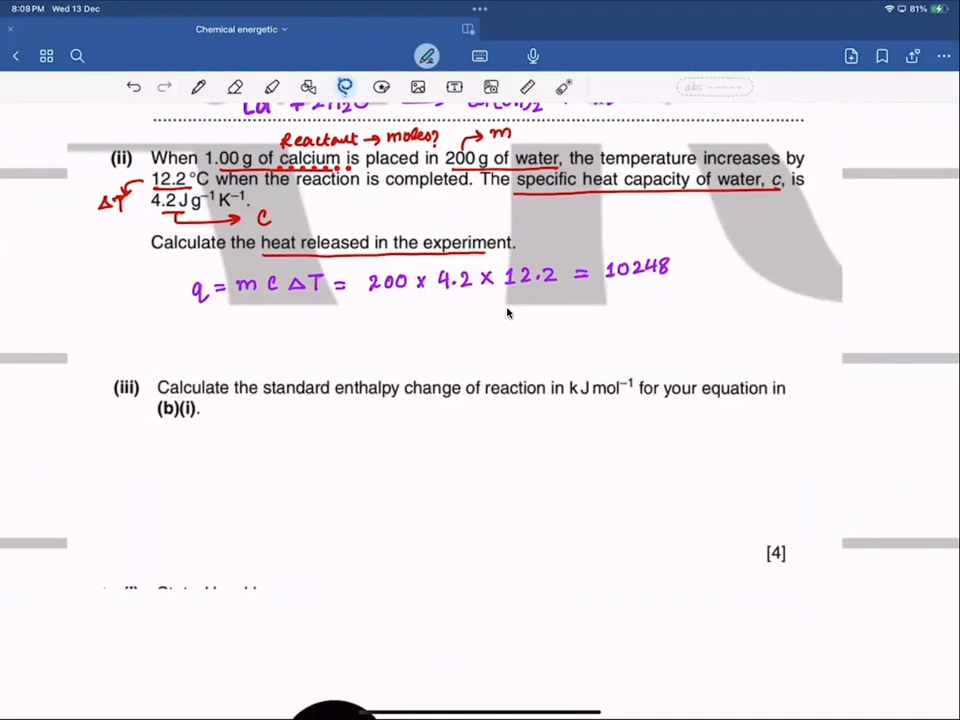 8:09 PM Wed 13 Dec
81%
Chemical energetic
abc
(ii) When 1.00 g of calcium is placed in 200 g of water, the temperature increases by
Reactant → moles?
→ m
12.2 °C when the reaction is completed. The specific heat capacity of water, c, is
ΔT
4.2 J g⁻¹ K⁻¹.
→ C
Calculate the heat released in the experiment.
q = m c ΔT = 200 × 4.2 × 12.2 = 10248
(iii) Calculate the standard enthalpy change of reaction in kJ mol⁻¹ for your equation in
(b)(i).
[4]